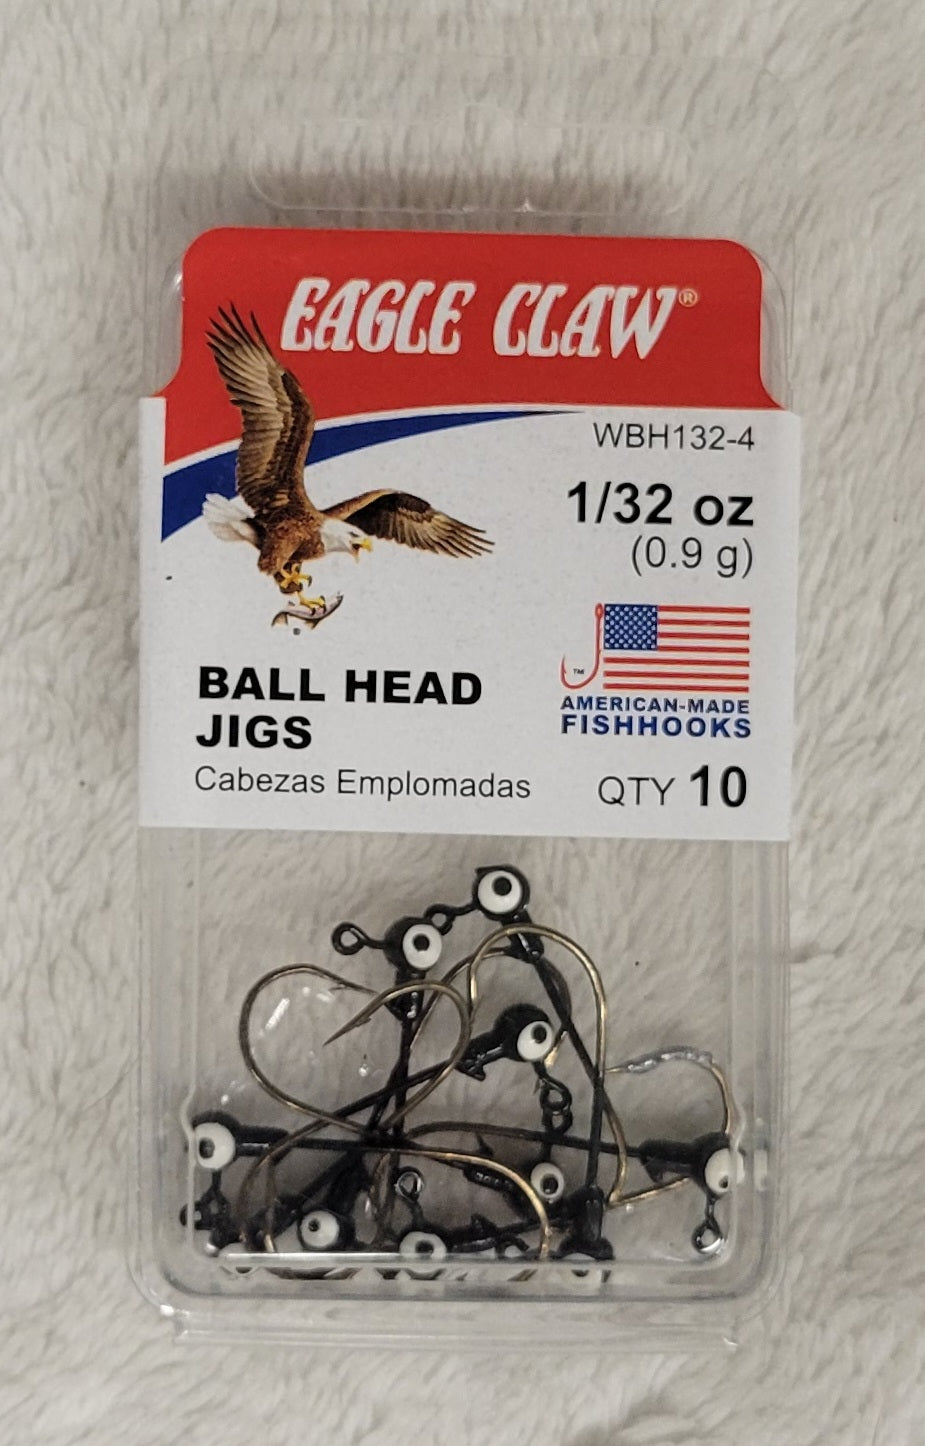 EAGLE CLAW®
WBH132-4
1/32 oz
(0.9 g)
®
™
BALL HEAD
JIGS
Cabezas Emplomadas
AMERICAN-MADE
FISHHOOKS
QTY 10